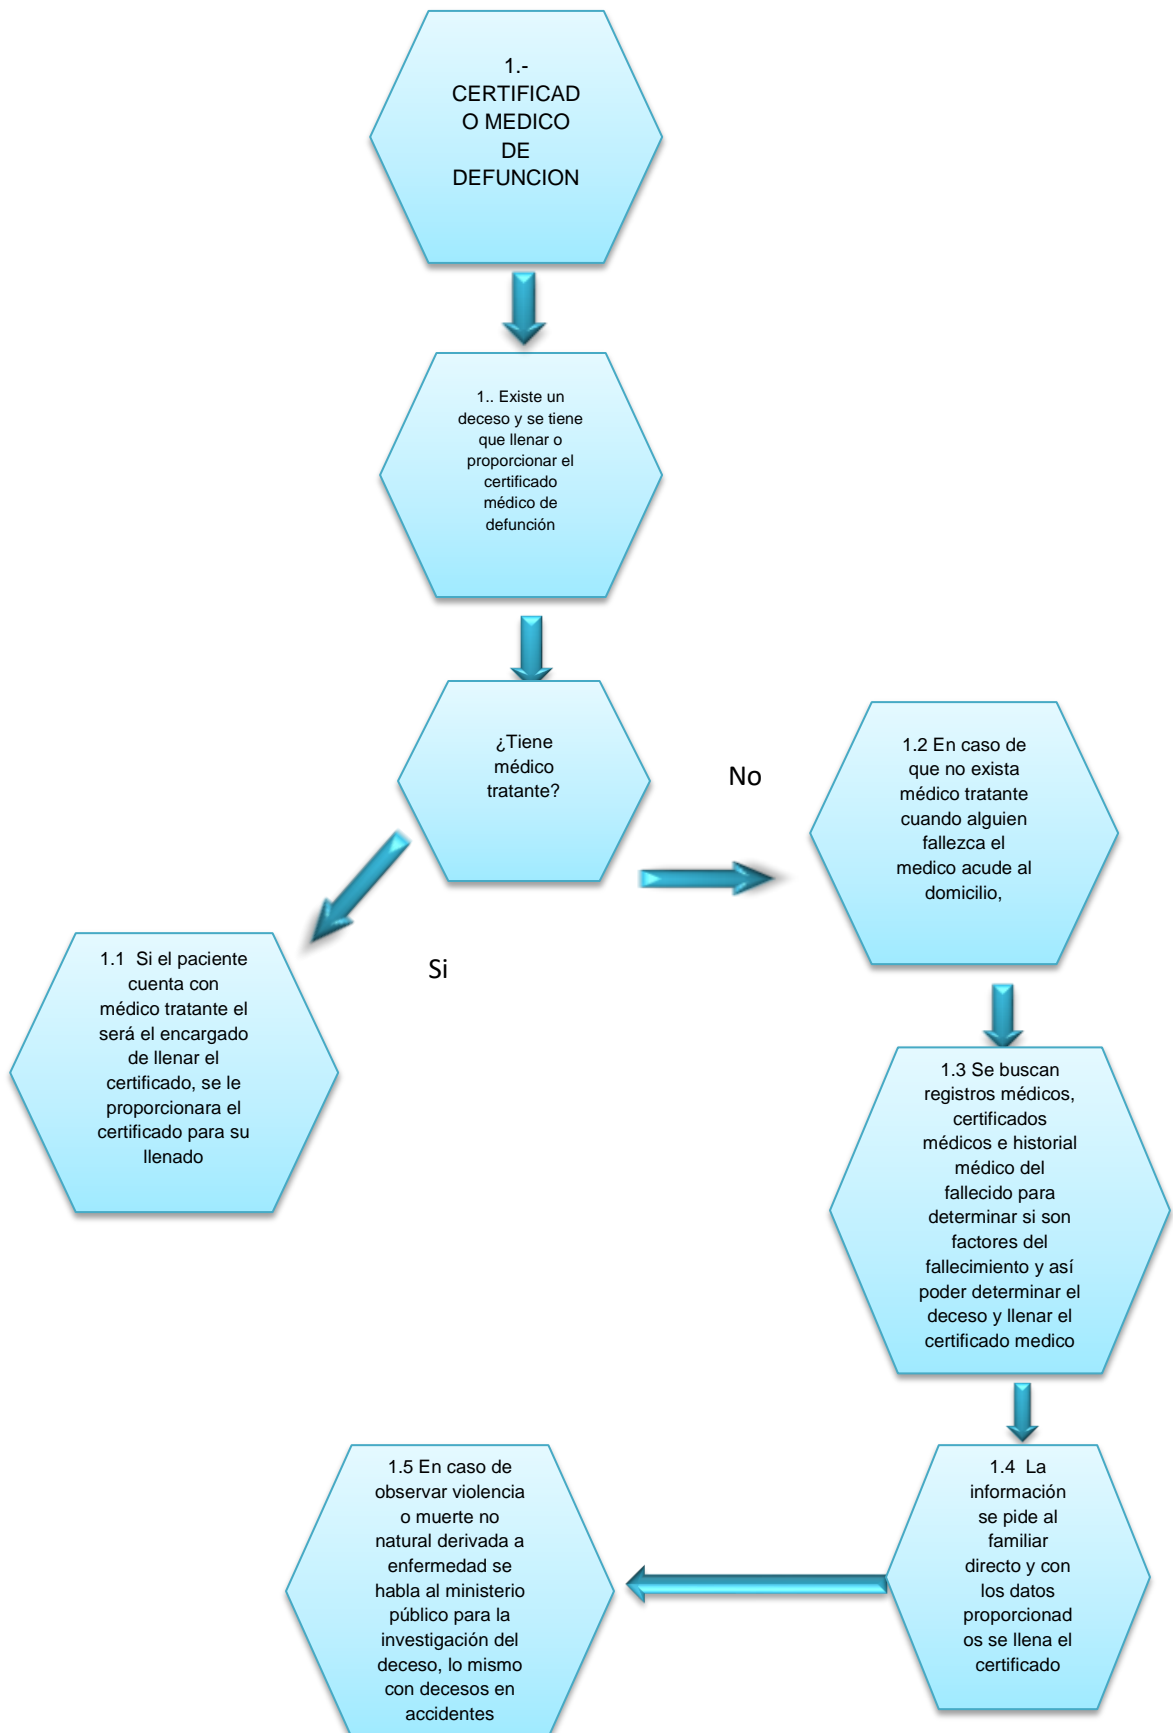 1.-
CERTIFICAD
O MEDICO
DE
DEFUNCION
1.. Existe un
deceso y se tiene
que llenar o
proporcionar el
certificado
médico de
defunción
¿Tiene
médico
tratante?
No
1.2 En caso de
que no exista
médico tratante
cuando alguien
fallezca el
medico acude al
domicilio,
Si
1.1  Si el paciente
cuenta con
médico tratante el
será el encargado
de llenar el
certificado, se le
proporcionara el
certificado para su
llenado
1.3 Se buscan
registros médicos,
certificados
médicos e historial
médico del
fallecido para
determinar si son
factores del
fallecimiento y así
poder determinar el
deceso y llenar el
certificado medico
1.4  La
información
se pide al
familiar
directo y con
los datos
proporcionad
os se llena el
certificado
1.5 En caso de
observar violencia
o muerte no
natural derivada a
enfermedad se
habla al ministerio
público para la
investigación del
deceso, lo mismo
con decesos en
accidentes